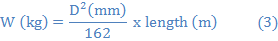 W (kg) = D²(mm)/162 x length (m) (3)